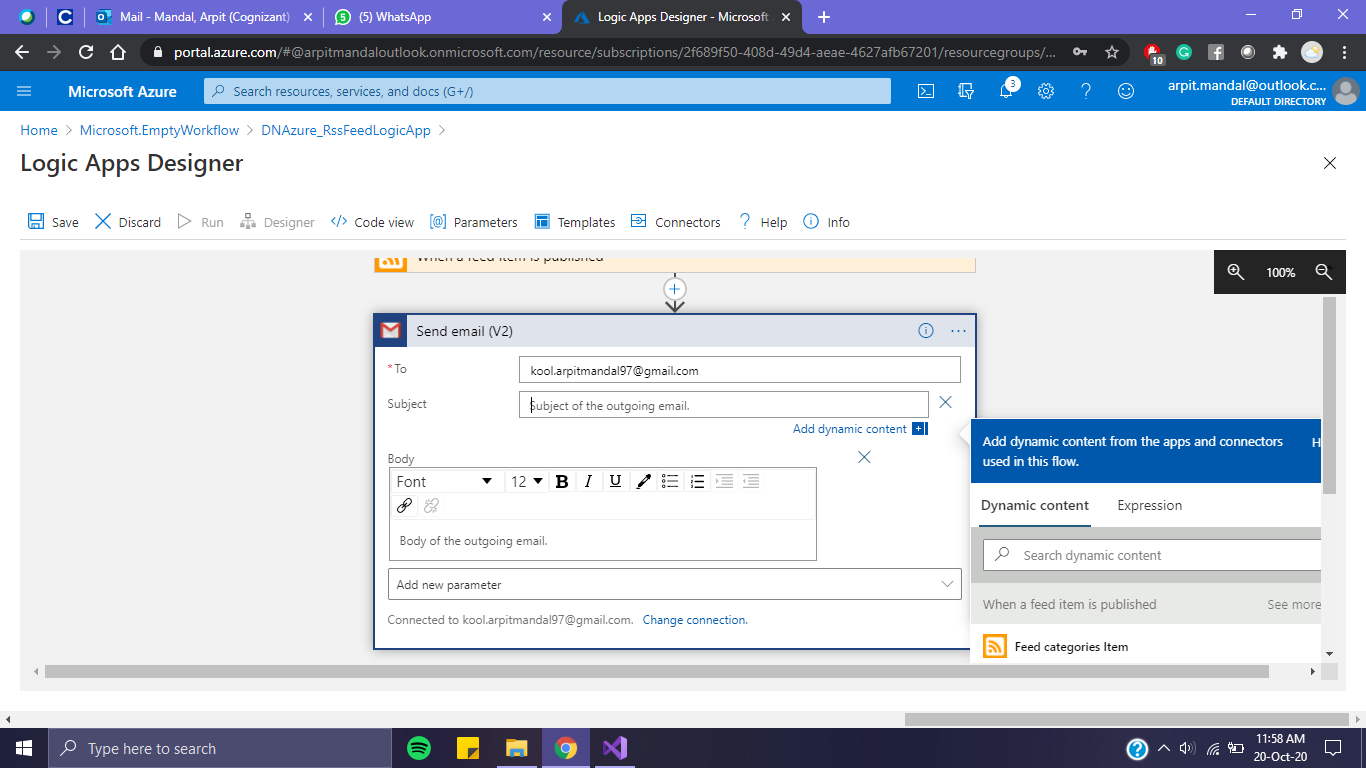 Mail - Mandal, Arpit (Cognizant)
(5) WhatsApp
Logic Apps Designer - Microsoft
portal.azure.com/#@arpitmandaloutlook.onmicrosoft.com/resource/subscriptions/2f689f50-408d-49d4-aeae-4627afb67201/resourcegroups/...
10
Microsoft Azure
Search resources, services, and docs (G+/)
3
arpit.mandal@outlook.c...
DEFAULT DIRECTORY
Home > Microsoft.EmptyWorkflow > DNAzure_RssFeedLogicApp >
Logic Apps Designer
Save Discard Run Designer Code view Parameters Templates Connectors Help Info
When a feed item is published
100%
Send email (V2)
* To
kool.arpitmandal97@gmail.com
Subject
Subject of the outgoing email.
Add dynamic content
Body
Font 12 B I U
Body of the outgoing email.
Add new parameter
Connected to kool.arpitmandal97@gmail.com. Change connection.
Add dynamic content from the apps and connectors
used in this flow.
H
Dynamic content Expression
Search dynamic content
When a feed item is published See more
Feed categories Item
Type here to search
11:58 AM
20-Oct-20